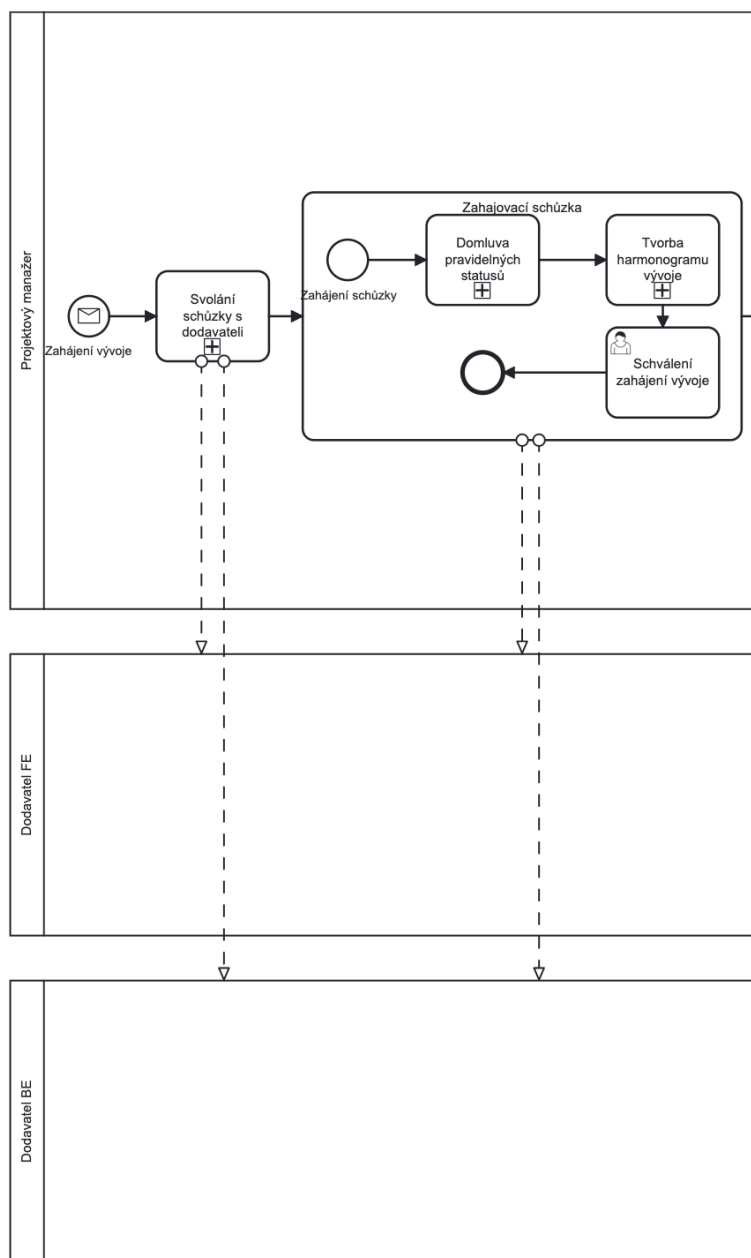 Projektový manažer
Zahájení vývoje
Svolání
schůzky s
dodavateli
Zahajovací schůzka
Zahájení schůzky
Domluva
pravidelných
statusů
Tvorba
harmonogramu
vývoje
Schválení
zahájení vývoje
Dodavatel FE
Dodavatel BE